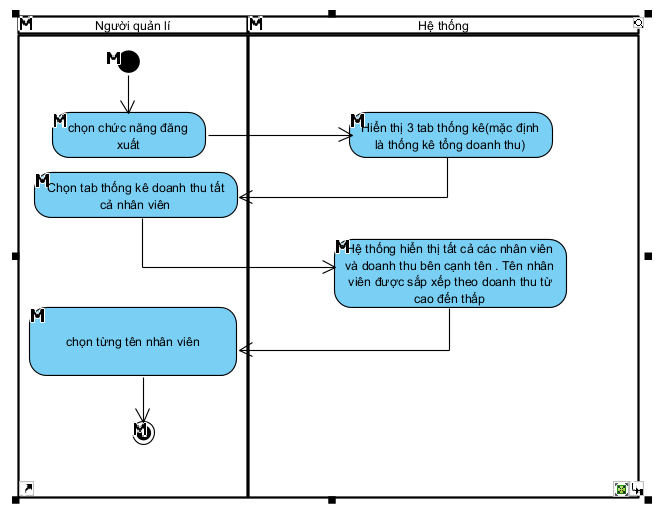 Người quản lí
Hệ thống
chọn chức năng đăng
xuất
Hiển thị 3 tab thống kê(mặc định
là thống kê tổng doanh thu)
Chọn tab thống kê doanh thu tất
cả nhân viên
Hệ thống hiển thị tất cả các nhân viên
và doanh thu bên cạnh tên . Tên nhân
viên được sắp xếp theo doanh thu từ
cao đến thấp
chọn từng tên nhân viên